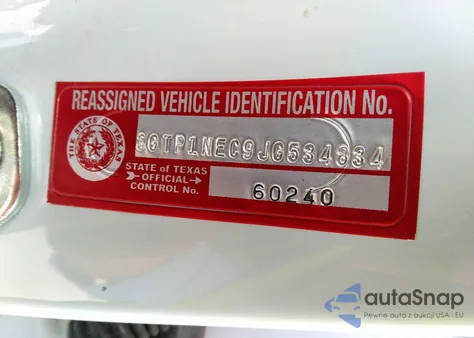 REASSIGNED VEHICLE IDENTIFICATION No.
THE STATE OF TEXAS
3GTP1NEC9JG534834
STATE of TEXAS
OFFICIAL
CONTROL No.
60240
autoSnap
Pewne auta z aukcji USA i EU